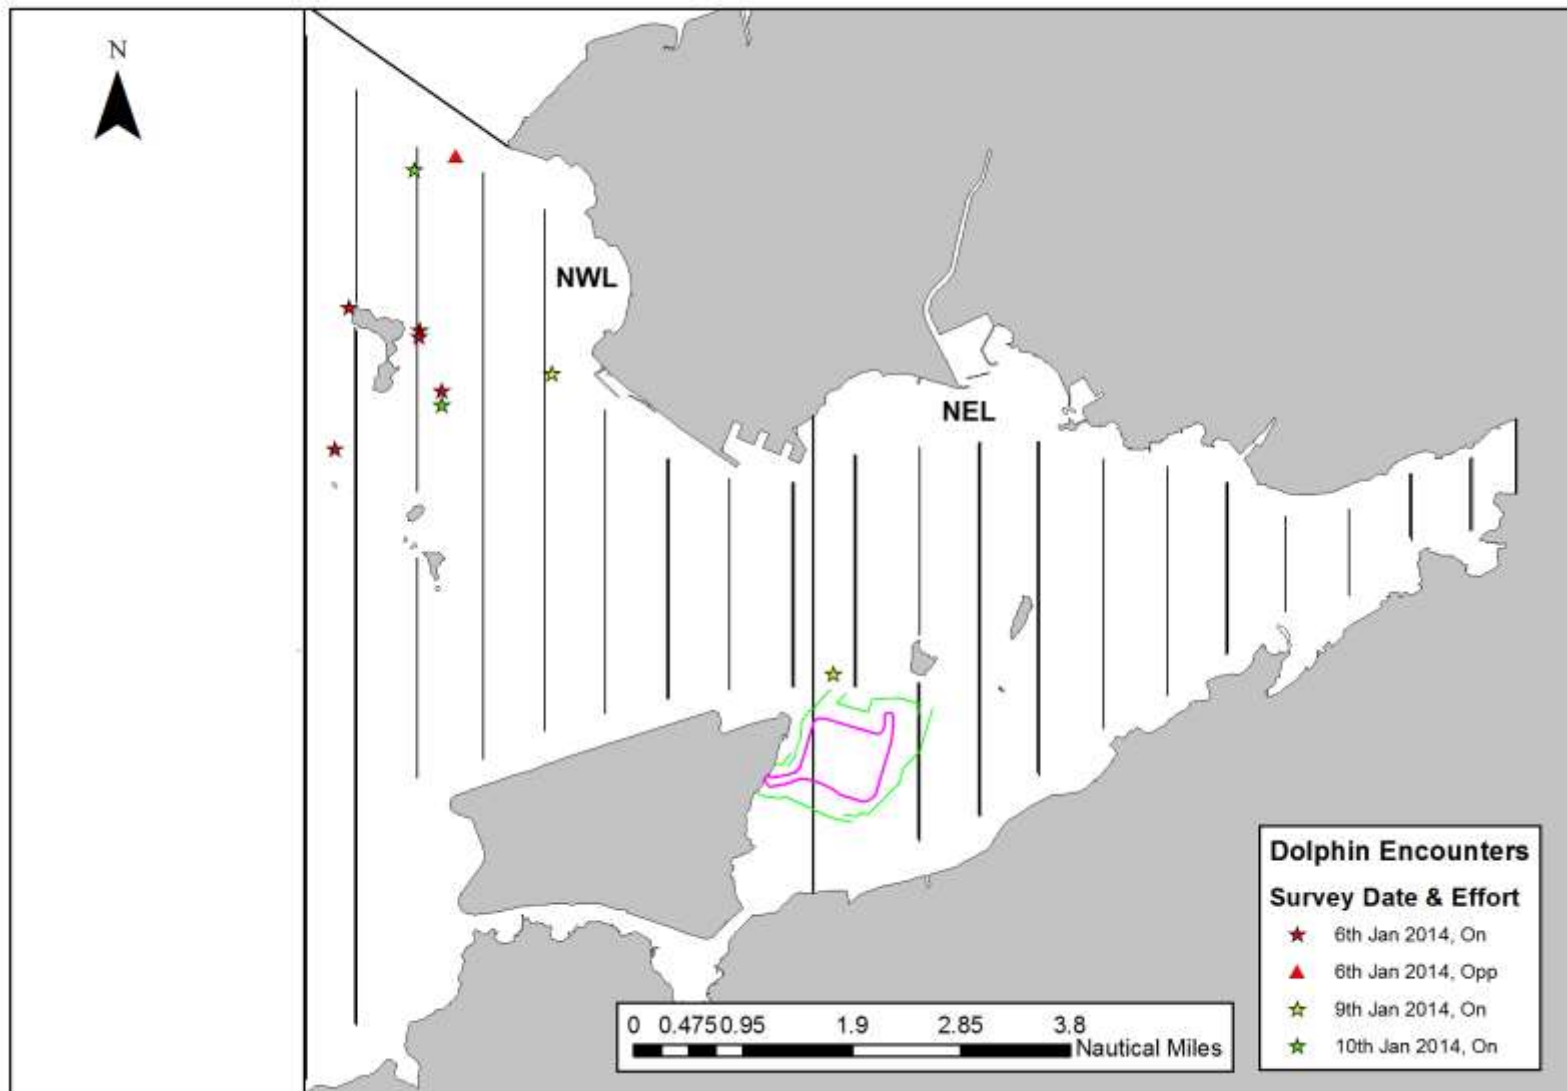 N
NWL
NEL
Dolphin Encounters
Survey Date & Effort
6th Jan 2014, On
6th Jan 2014, Opp
9th Jan 2014, On
10th Jan 2014, On
0 0.475 0.95 1.9 2.85 3.8
Nautical Miles